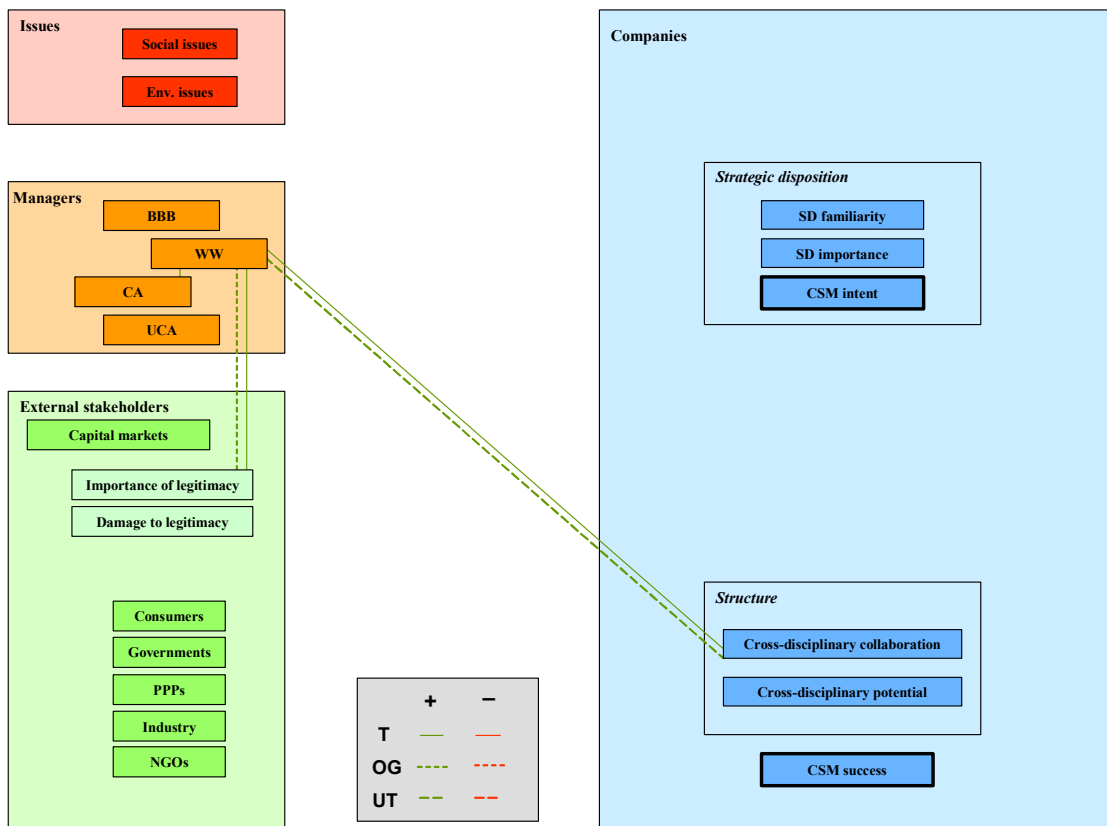 Issues
Social issues
Env. issues
Managers
BBB
WW
CA
UCA
External stakeholders
Capital markets
Importance of legitimacy
Damage to legitimacy
Consumers
Governments
PPPs
Industry
NGOs
+ −
T
OG
UT
Companies
Strategic disposition
SD familiarity
SD importance
CSM intent
Structure
Cross-disciplinary collaboration
Cross-disciplinary potential
CSM success